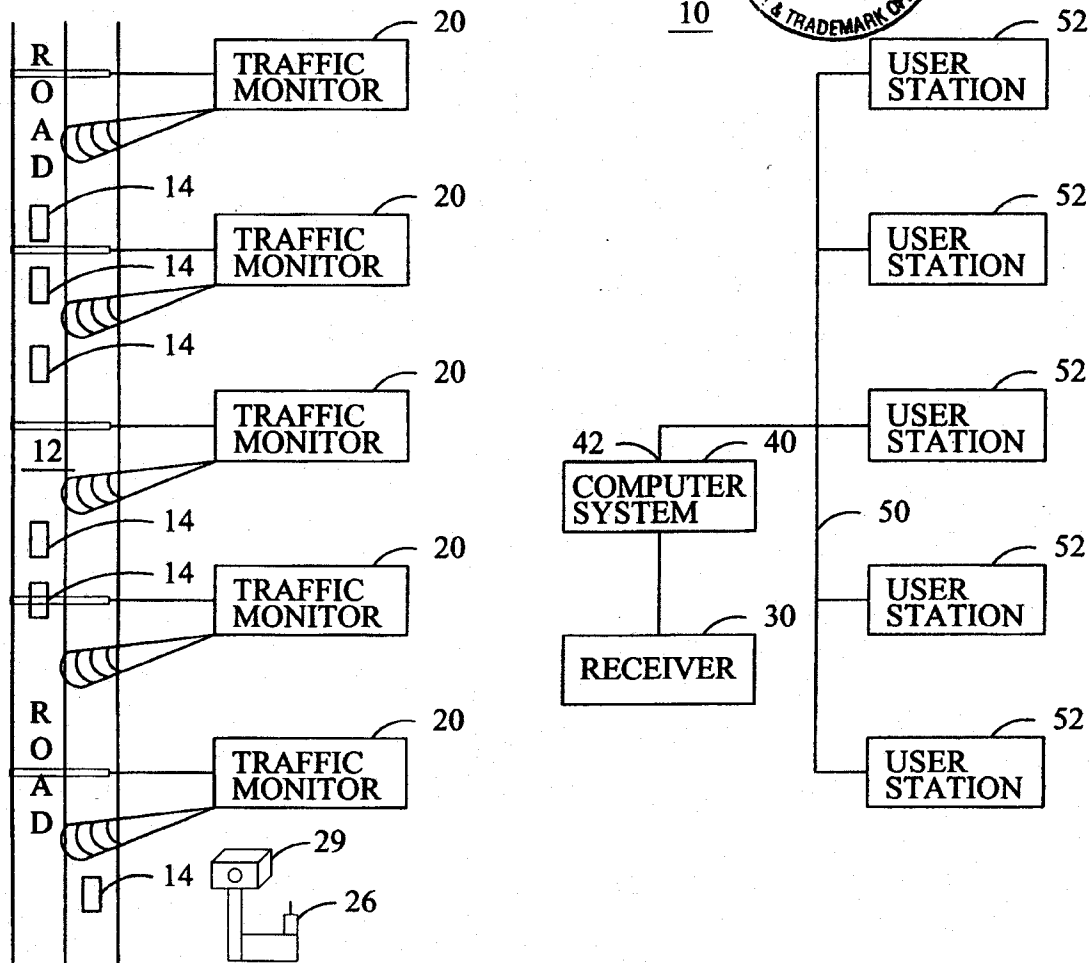 10
& TRADEMARK
R
O
A
D
20
TRAFFIC
MONITOR
52
USER
STATION
14
20
TRAFFIC
MONITOR
52
USER
STATION
14
14
20
TRAFFIC
MONITOR
52
USER
STATION
12
42
40
COMPUTER
SYSTEM
50
14
14
20
TRAFFIC
MONITOR
52
USER
STATION
30
RECEIVER
R
O
A
D
20
TRAFFIC
MONITOR
52
USER
STATION
14
29
26